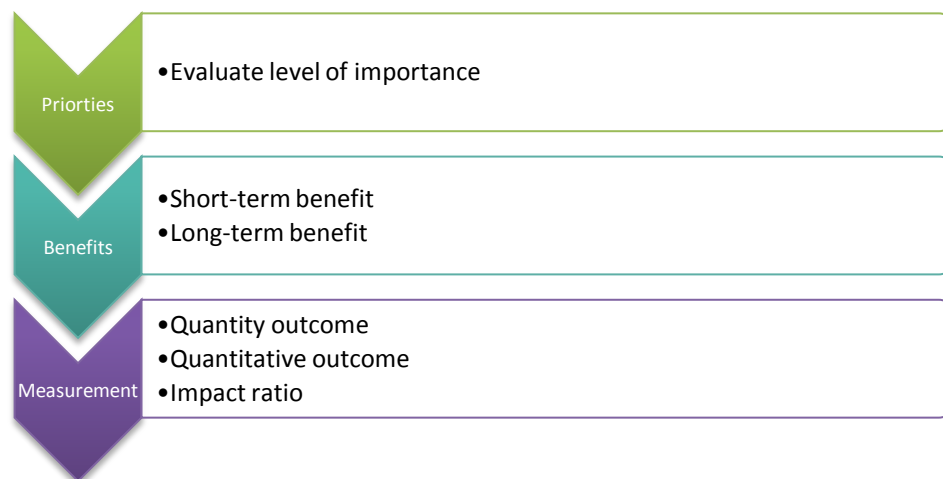 Priorties
•Evaluate level of importance
Benefits
•Short-term benefit
•Long-term benefit
Measurement
•Quantity outcome
•Quantitative outcome
•Impact ratio